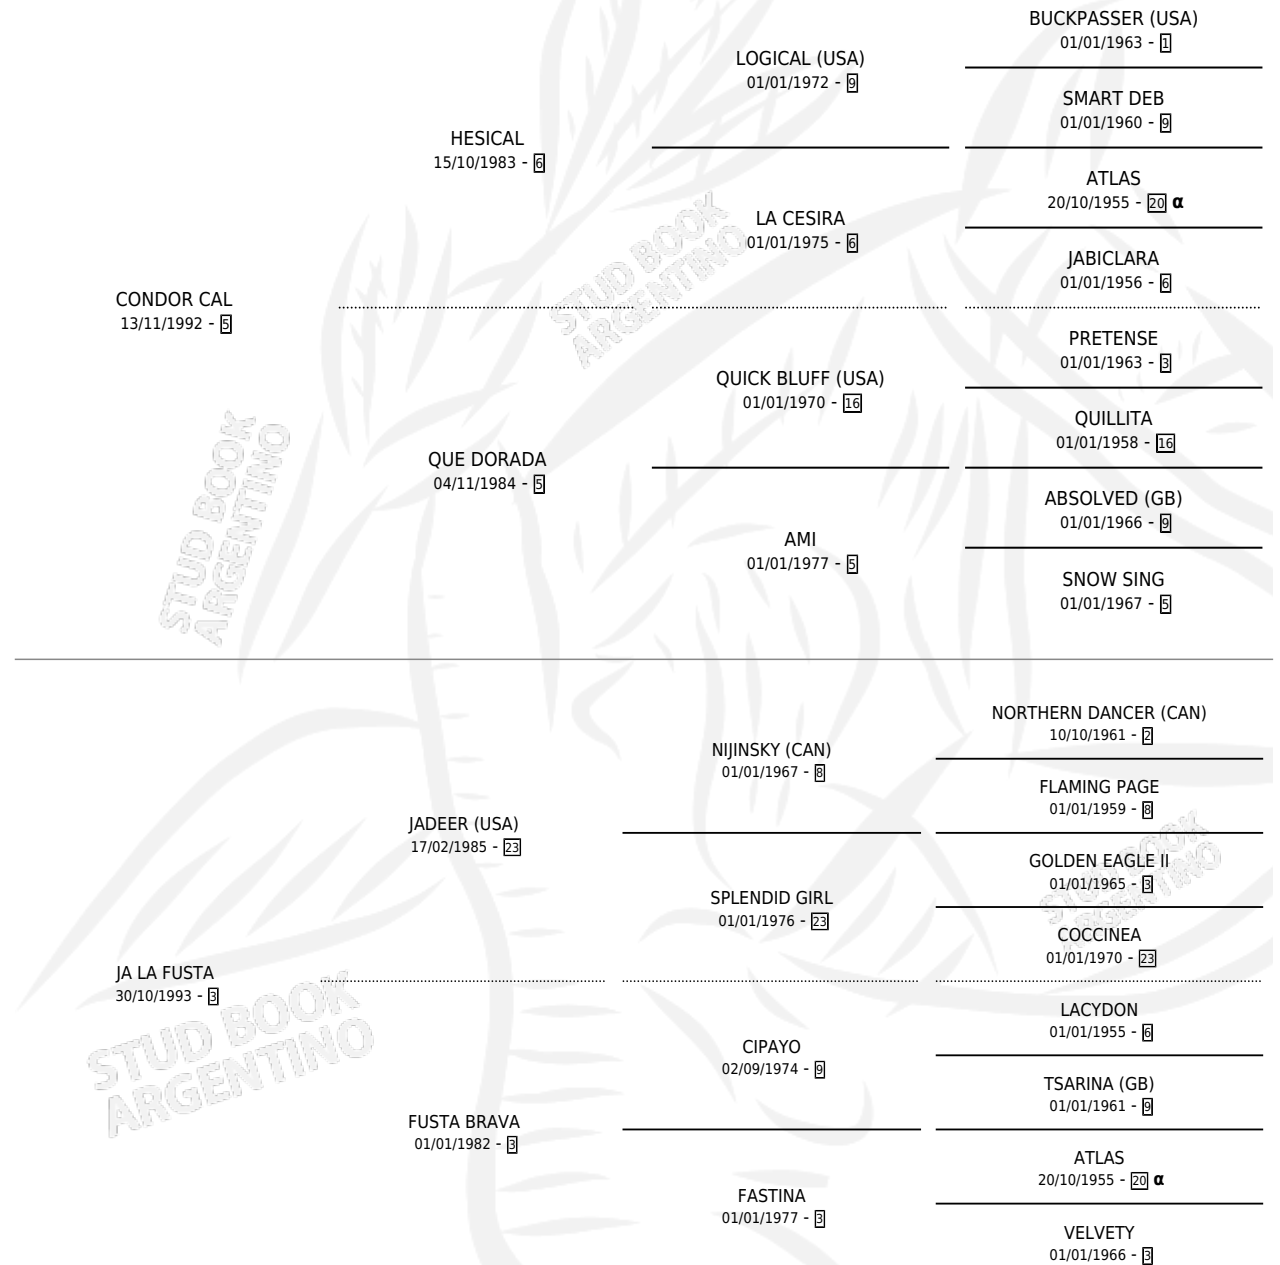 BUCKPASSER (USA)
01/01/1963 - 1
LOGICAL (USA)
01/01/1972 - 9
SMART DEB
01/01/1960 - 9
HESICAL
15/10/1983 - 6
ATLAS
20/10/1955 - 20 α
LA CESIRA
01/01/1975 - 6
JABICLARA
01/01/1956 - 6
CONDOR CAL
13/11/1992 - 5
PRETENSE
01/01/1963 - 3
QUICK BLUFF (USA)
01/01/1970 - 16
QUILLITA
01/01/1958 - 16
QUE DORADA
04/11/1984 - 5
ABSOLVED (GB)
01/01/1966 - 9
AMI
01/01/1977 - 5
SNOW SING
01/01/1967 - 5
STUD BOOK
ARGENTINO
STUD BOOK
ARGENTINO
NORTHERN DANCER (CAN)
10/10/1961 - 2
NIJINSKY (CAN)
01/01/1967 - 8
FLAMING PAGE
01/01/1959 - 8
JADEER (USA)
17/02/1985 - 23
GOLDEN EAGLE II
01/01/1965 - 3
SPLENDID GIRL
01/01/1976 - 23
COCCINEA
01/01/1970 - 23
JA LA FUSTA
30/10/1993 - 3
LACYDON
01/01/1955 - 6
CIPAYO
02/09/1974 - 9
TSARINA (GB)
01/01/1961 - 9
FUSTA BRAVA
01/01/1982 - 3
ATLAS
20/10/1955 - 20 α
FASTINA
01/01/1977 - 3
VELVETY
01/01/1966 - 3
STUD BOOK
ARGENTINO
STUD BOOK
ARGENTINO